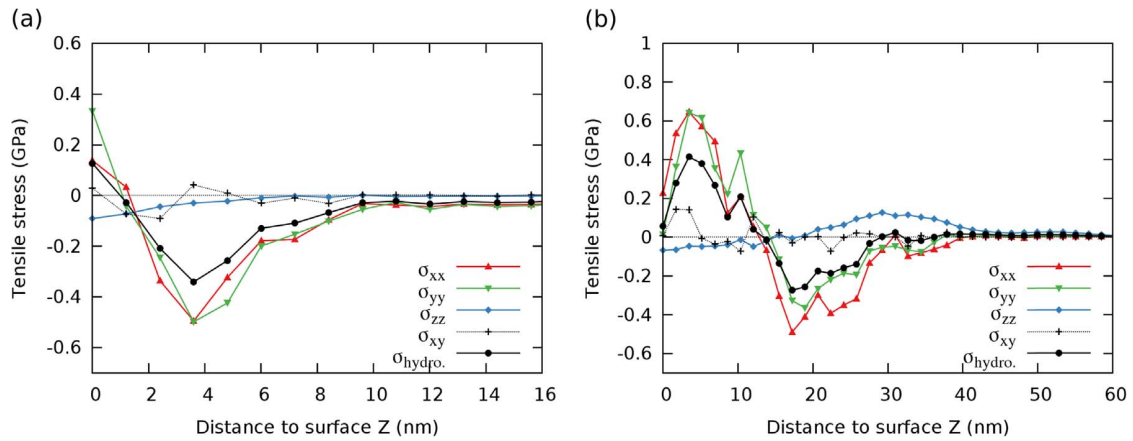 (a)
0.6
0.4
0.2
0
-0.2
-0.4
-0.6
Tensile stress (GPa)
σxx
σyy
σzz
σxy
σhydro.
0 2 4 6 8 10 12 14 16
Distance to surface Z (nm)
(b)
1
0.8
0.6
0.4
0.2
0
-0.2
-0.4
-0.6
Tensile stress (GPa)
σxx
σyy
σzz
σxy
σhydro.
0 10 20 30 40 50 60
Distance to surface Z (nm)